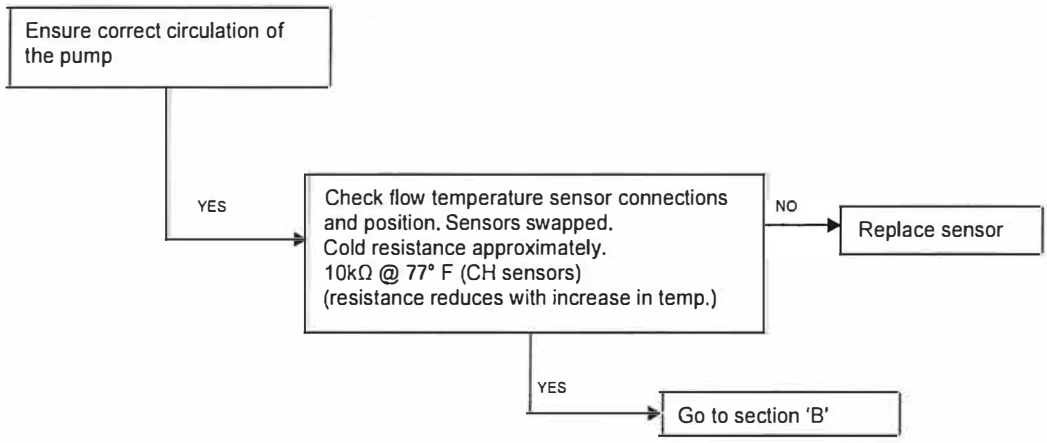 Ensure correct circulation of
the pump
YES
Check flow temperature sensor connections
and position. Sensors swapped.
Cold resistance approximately.
10kΩ @ 77° F (CH sensors)
(resistance reduces with increase in temp.)
NO
Replace sensor
YES
Go to section 'B'